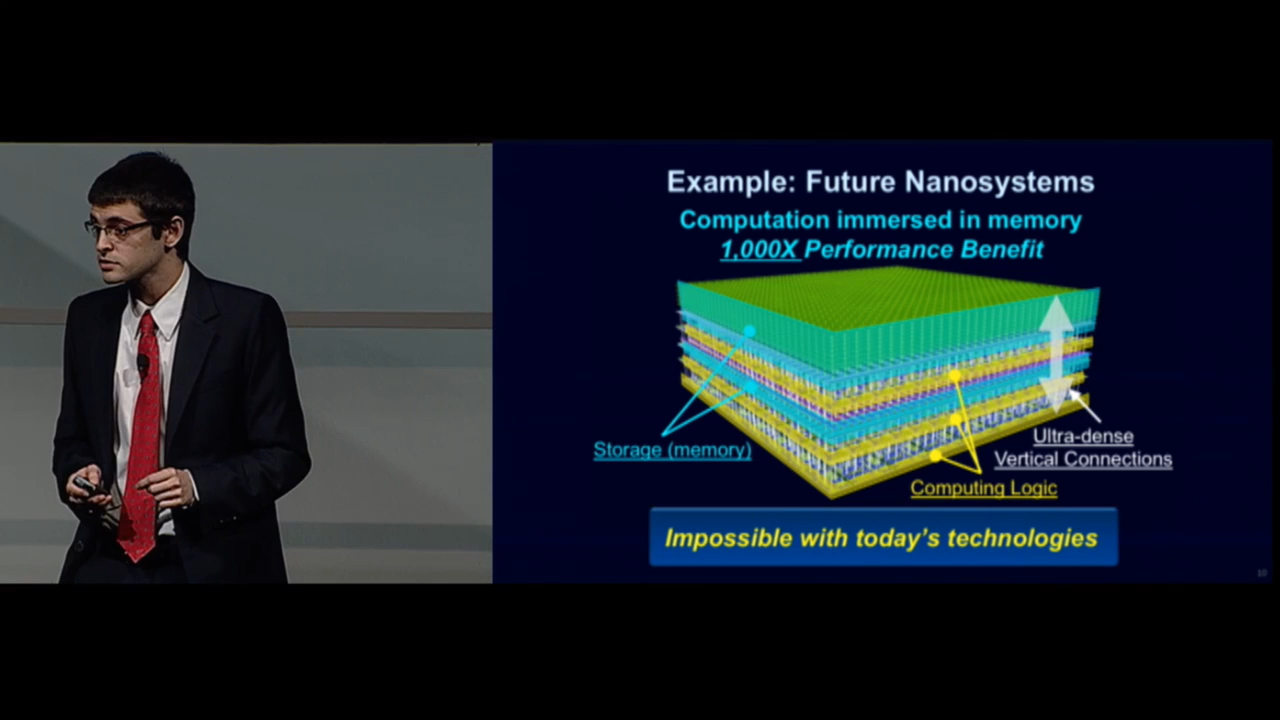 Example: Future Nanosystems
Computation immersed in memory
1,000X Performance Benefit
Storage (memory)
Ultra-dense
Vertical Connections
Computing Logic
Impossible with today's technologies